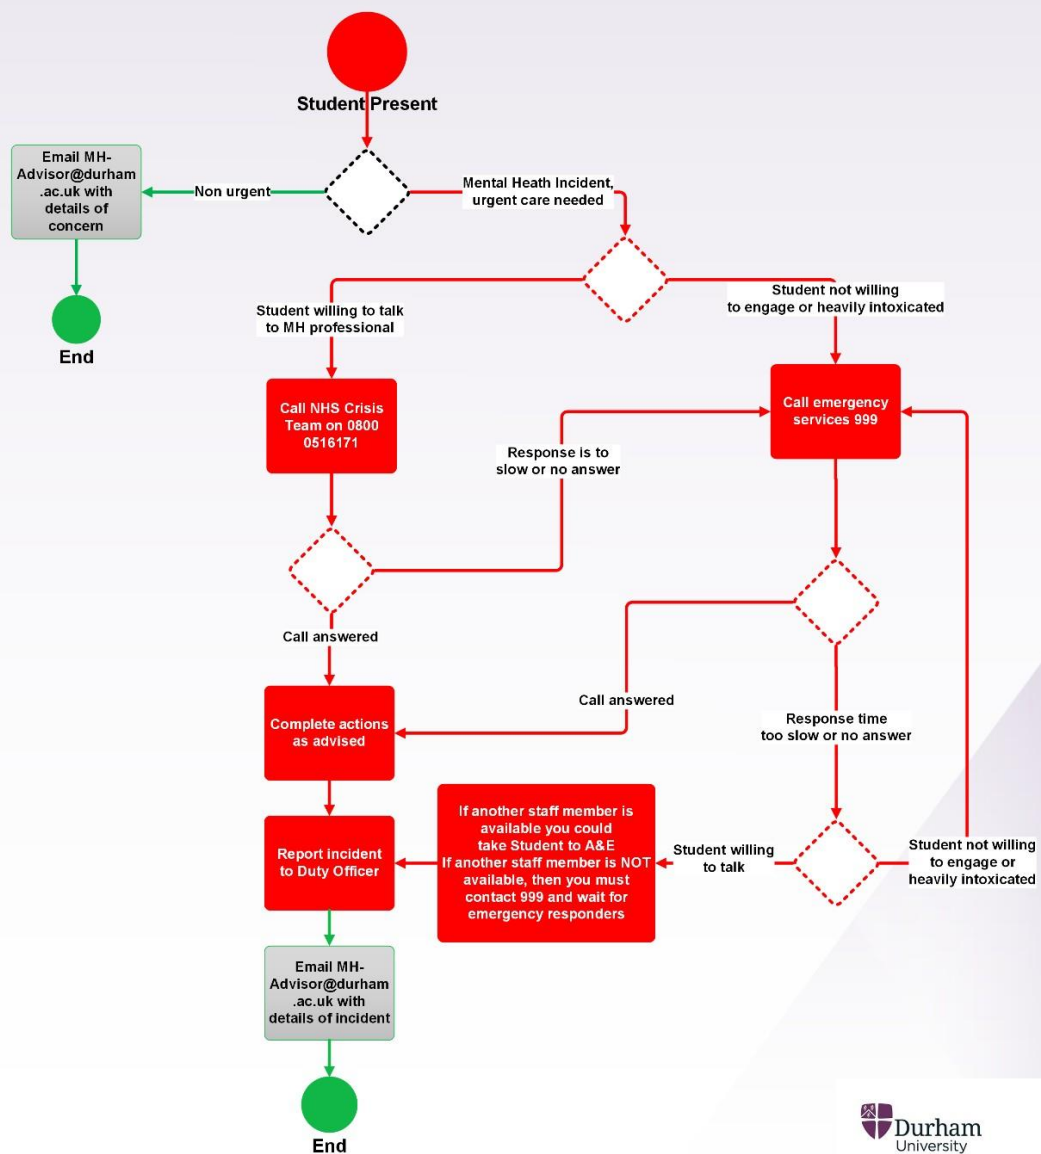 Student Present
Email MH-
Advisor@durham
.ac.uk with
details of
concern
Non urgent
Mental Heath Incident,
urgent care needed
End
Student willing to talk
to MH professional
Student not willing
to engage or heavily intoxicated
Call NHS Crisis
Team on 0800
0516171
Call emergency
services 999
Response is to
slow or no answer
Call answered
Call answered
Complete actions
as advised
Response time
too slow or no answer
Report incident
to Duty Officer
If another staff member is
available you could
take Student to A&E
If another staff member is NOT
available, then you must
contact 999 and wait for
emergency responders
Student willing
to talk
Student not willing
to engage or
heavily intoxicated
Email MH-
Advisor@durham
.ac.uk with
details of incident
End
Durham
University